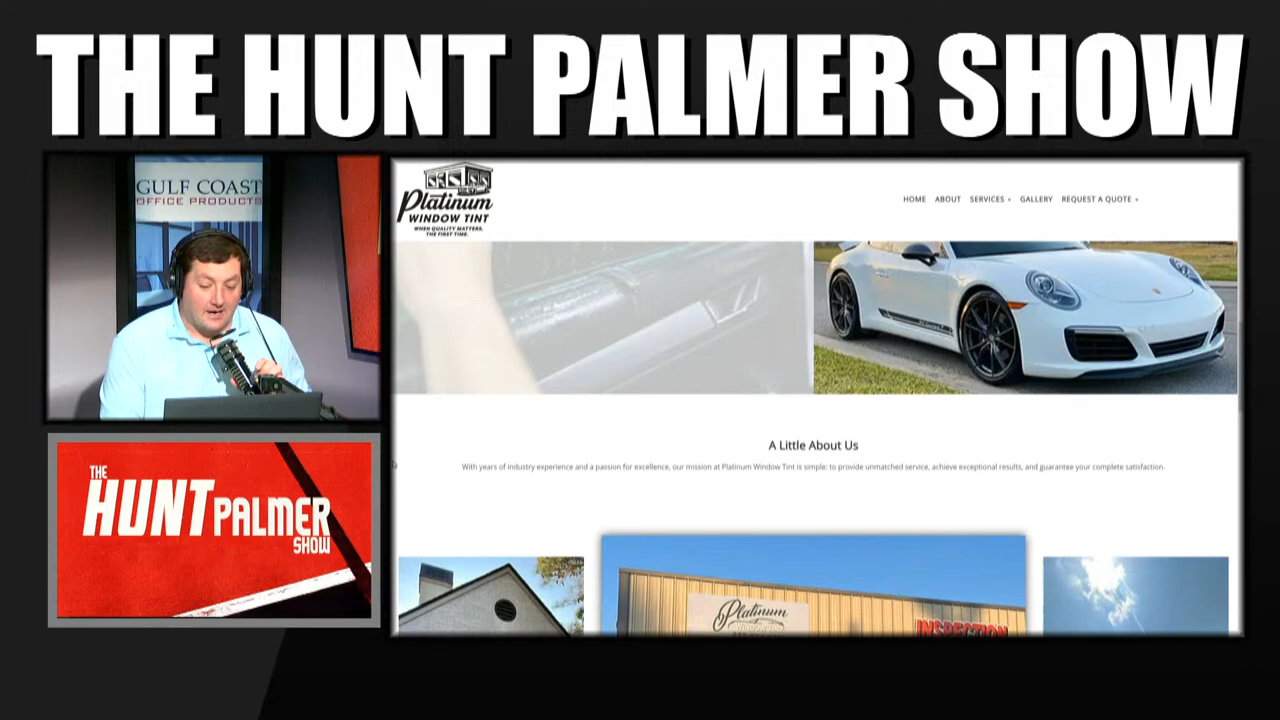 THE HUNT PALMER SHOW
GULF COAST
OFFICE PRODUCTS
Platinum
WINDOW TINT
WHEN QUALITY MATTERS,
THE FIRST TIME.
HOME ABOUT SERVICES GALLERY REQUEST A QUOTE
A Little About Us
With years of industry experience and a passion for excellence, our mission at Platinum Window Tint is simple: to provide unmatched service, achieve exceptional results, and guarantee your complete satisfaction.
THE
HUNT PALMER
SHOW
Platinum
INSPECTION